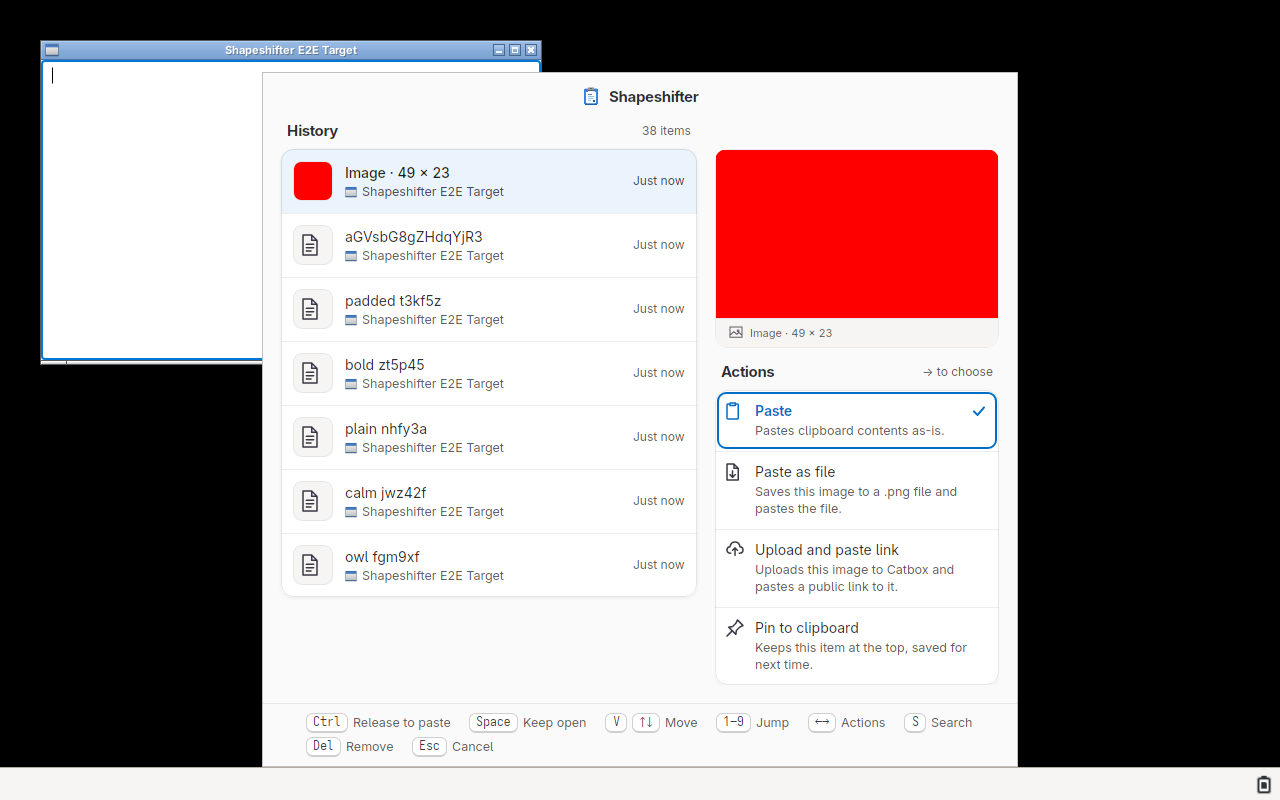 Shapeshifter E2E Target
Shapeshifter
History
38 items
Image · 49 × 23
Shapeshifter E2E Target
Just now
aGVsbG8gZHdqYjR3
Shapeshifter E2E Target
Just now
padded t3kf5z
Shapeshifter E2E Target
Just now
bold zt5p45
Shapeshifter E2E Target
Just now
plain nhfy3a
Shapeshifter E2E Target
Just now
calm jwz42f
Shapeshifter E2E Target
Just now
owl fgm9xf
Shapeshifter E2E Target
Just now
Image · 49 × 23
Actions
→ to choose
Paste
Pastes clipboard contents as-is.
Paste as file
Saves this image to a .png file and
pastes the file.
Upload and paste link
Uploads this image to Catbox and
pastes a public link to it.
Pin to clipboard
Keeps this item at the top, saved for
next time.
Ctrl Release to paste Space Keep open V ↑↓ Move 1–9 Jump ↔ Actions S Search
Del Remove Esc Cancel